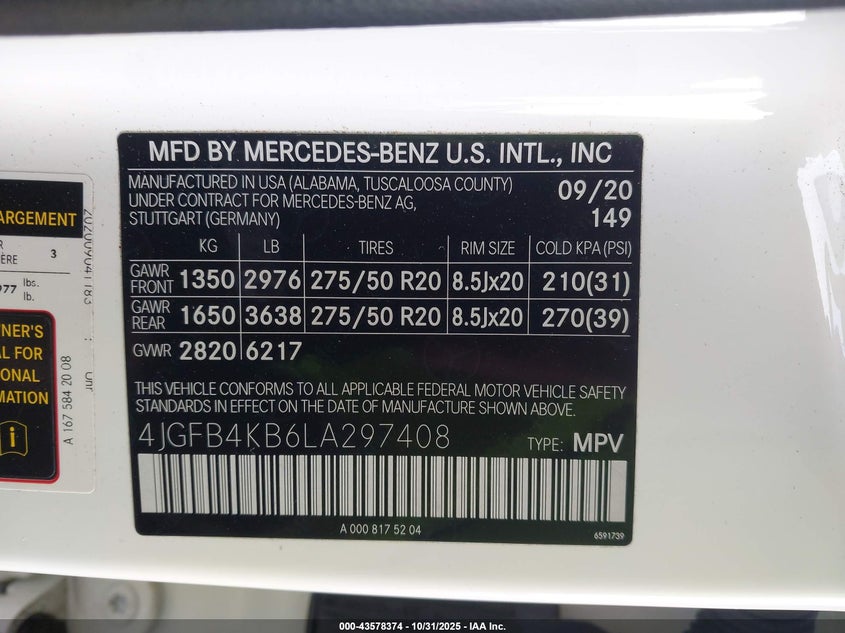 MFD BY MERCEDES-BENZ U.S. INTL., INC
MANUFACTURED IN USA (ALABAMA, TUSCALOOSA COUNTY)
UNDER CONTRACT FOR MERCEDES-BENZ AG,
STUTTGART (GERMANY)
09/20
149
KG LB TIRES RIM SIZE COLD KPA (PSI)
GAWR FRONT 1350 2976 275/50 R20 8.5Jx20 210(31)
GAWR REAR 1650 3638 275/50 R20 8.5Jx20 270(39)
GVWR 2820 6217
THIS VEHICLE CONFORMS TO ALL APPLICABLE FEDERAL MOTOR VEHICLE SAFETY
STANDARDS IN EFFECT ON THE DATE OF MANUFACTURE SHOWN ABOVE.
4JGFB4KB6LA297408 TYPE: MPV
A 000 817 52 04
6591739
ARGEMENT
3
977 lbs.
lb.
A 167 584 20 08
000-43578374 - 10/31/2025 - IAA Inc.